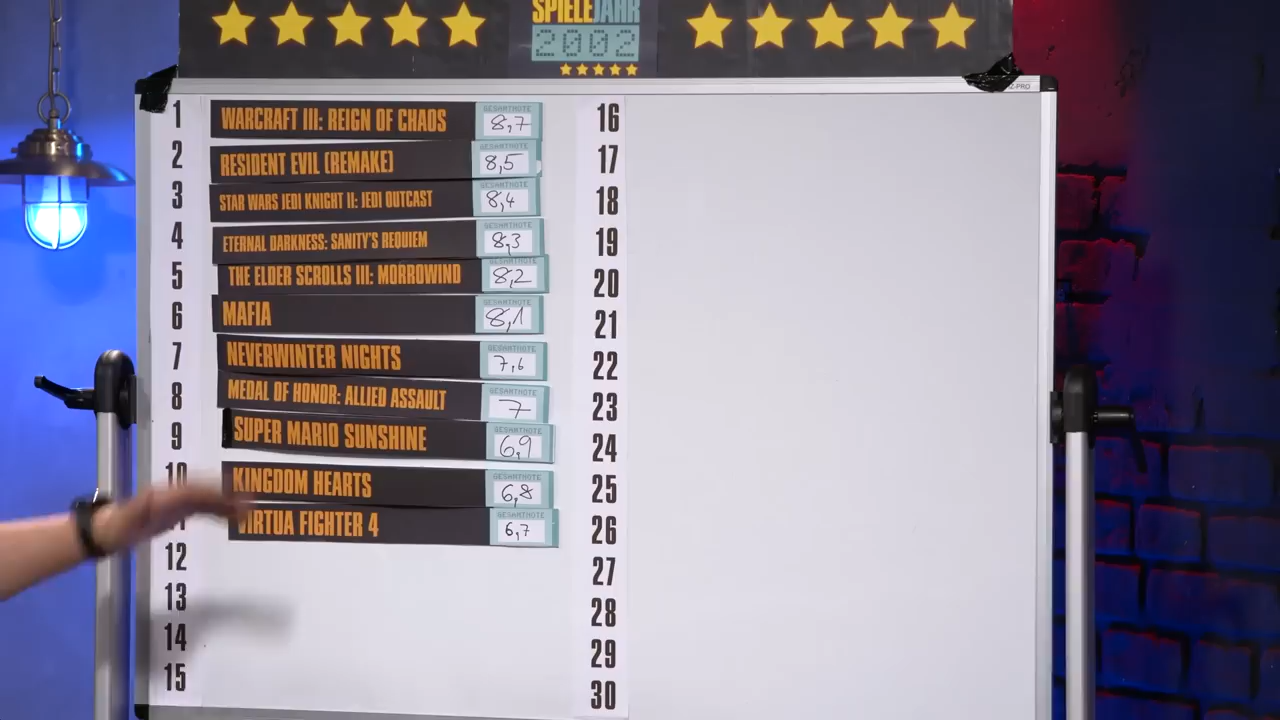 SPIELEJAHR
2002
Z-PRO
1 WARCRAFT III: REIGN OF CHAOS GESAMTNOTE 8,7
2 RESIDENT EVIL (REMAKE) GESAMTNOTE 8,5
3 STAR WARS JEDI KNIGHT II: JEDI OUTCAST GESAMTNOTE 8,4
4 ETERNAL DARKNESS: SANITY'S REQUIEM GESAMTNOTE 8,3
5 THE ELDER SCROLLS III: MORROWIND GESAMTNOTE 8,2
6 MAFIA GESAMTNOTE 8,1
7 NEVERWINTER NIGHTS GESAMTNOTE 7,6
8 MEDAL OF HONOR: ALLIED ASSAULT GESAMTNOTE 7
9 SUPER MARIO SUNSHINE GESAMTNOTE 6,9
10 KINGDOM HEARTS GESAMTNOTE 6,8
VIRTUA FIGHTER 4 GESAMTNOTE 6,7
12
13
14
15
16
17
18
19
20
21
22
23
24
25
26
27
28
29
30